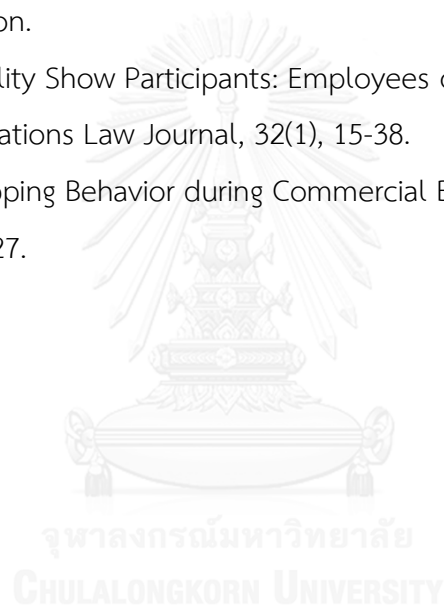 on.
lity Show Participants: Employees o
ations Law Journal, 32(1), 15-38.
oping Behavior during Commercial B
27.
จุฬาลงกรณ์มหาวิทยาลัย
CHULALONGKORN UNIVERSITY